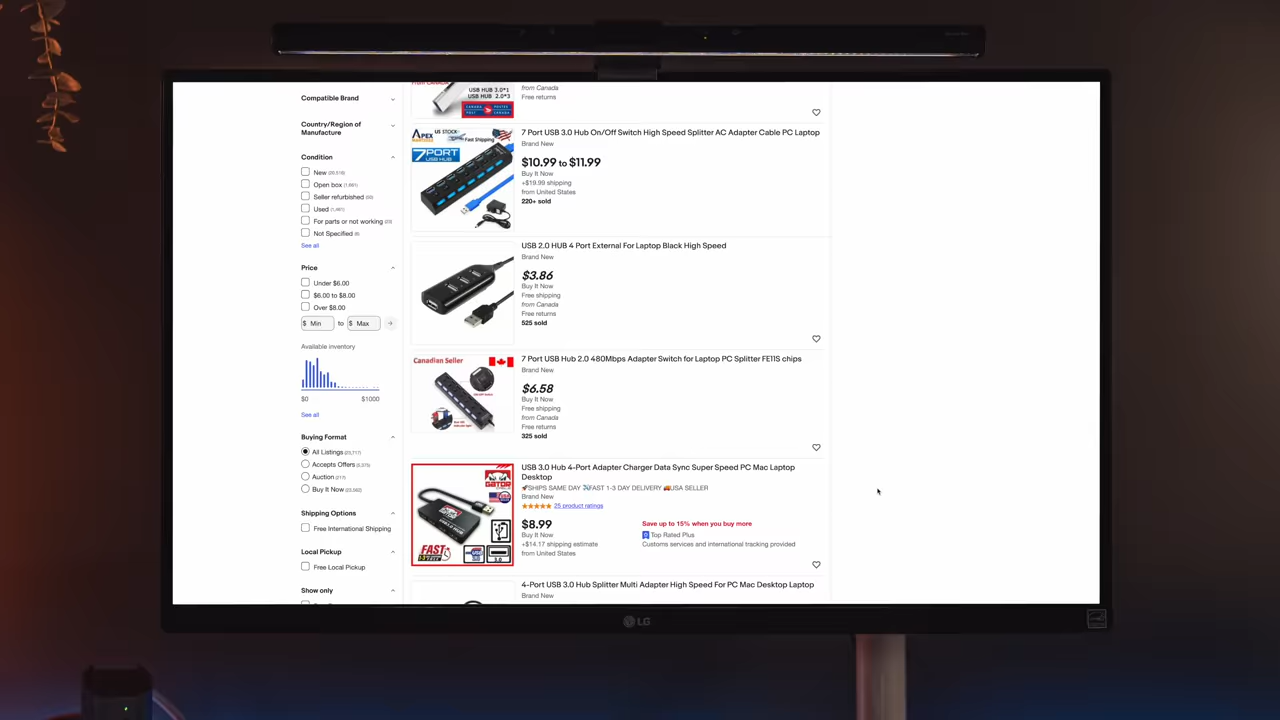 Compatible Brand
Country/Region of
Manufacture
Condition
New
Open box
Seller refurbished
Used
For parts or not working
Not Specified
See all
Price
Under $6.00
$6.00 to $8.00
Over $8.00
$ Min to $ Max
Available inventory
$0 $1000
See all
Buying Format
All Listings
Accepts Offers
Auction
Buy It Now
Shipping Options
Free International Shipping
Local Pickup
Free Local Pickup
Show only
USB HUB 3.0*1
USB HUB 2.0*3
from Canada
Free returns
APEX
US STOCK
Fast Shipping
7PORT
USB HUB
7 Port USB 3.0 Hub On/Off Switch High Speed Splitter AC Adapter Cable PC Laptop
Brand New
$10.99 to $11.99
Buy It Now
+$19.99 shipping
from United States
220+ sold
USB 2.0 HUB 4 Port External For Laptop Black High Speed
Brand New
$3.86
Buy It Now
Free shipping
from Canada
Free returns
525 sold
Canadian Seller
7 Port USB Hub 2.0 480Mbps Adapter Switch for Laptop PC Splitter FE11S chips
Brand New
$6.58
Buy It Now
Free shipping
from Canada
Free returns
325 sold
GATOR
FAST
3.0
USB 3.0 Hub 4-Port Adapter Charger Data Sync Super Speed PC Mac Laptop
Desktop
🚀SHIPS SAME DAY ✈️FAST 1-3 DAY DELIVERY 🚚USA SELLER
Brand New
25 product ratings
$8.99
Buy It Now
+$14.17 shipping estimate
from United States
Save up to 15% when you buy more
Top Rated Plus
Customs services and international tracking provided
4-Port USB 3.0 Hub Splitter Multi Adapter High Speed For PC Mac Desktop Laptop
Brand New
LG